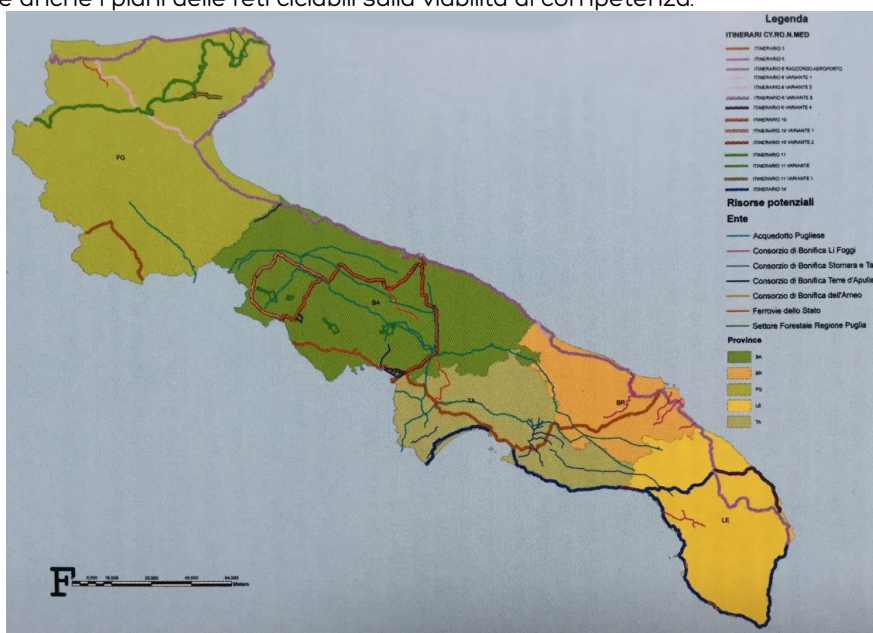 e anche i piani delle reti ciclabili sulla viabilità di competenza.
Legenda
ITINERARI CY.RO.N.MED
ITINERARIO 3
ITINERARIO 6
ITINERARIO 6 RACCORDO AEROPORTO
ITINERARIO 6 VARIANTE 1
ITINERARIO 6 VARIANTE 2
ITINERARIO 6 VARIANTE 3
ITINERARIO 6 VARIANTE 4
ITINERARIO 10
ITINERARIO 10 VARIANTE 1
ITINERARIO 10 VARIANTE 2
ITINERARIO 11
ITINERARIO 11 VARIANTE
ITINERARIO 11 VARIANTE 1
ITINERARIO 14
Risorse potenziali
Ente
Acquedotto Pugliese
Consorzio di Bonifica Li Foggi
Consorzio di Bonifica Stornara e Ta
Consorzio di Bonifica Terre d'Apulia
Consorzio di Bonifica dell'Arneo
Ferrovie dello Stato
Settore Forestale Regione Puglia
Province
BA
BR
FG
LE
TA
FG
BA
TA
BR
LE
F
Meters